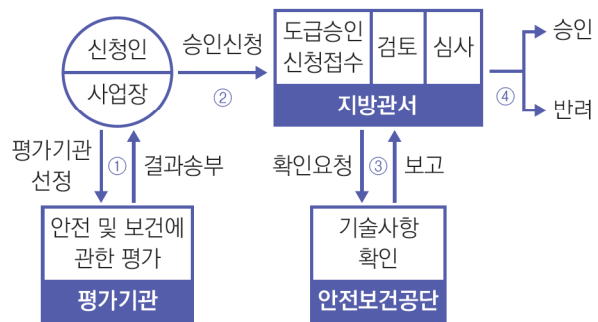 신청인
사업장
승인신청
②
도급승인
신청접수
검토
심사
지방관서
④
승인
반려
평가기관
선정
①
결과송부
확인요청
③
보고
안전 및 보건에
관한 평가
평가기관
기술사항
확인
안전보건공단